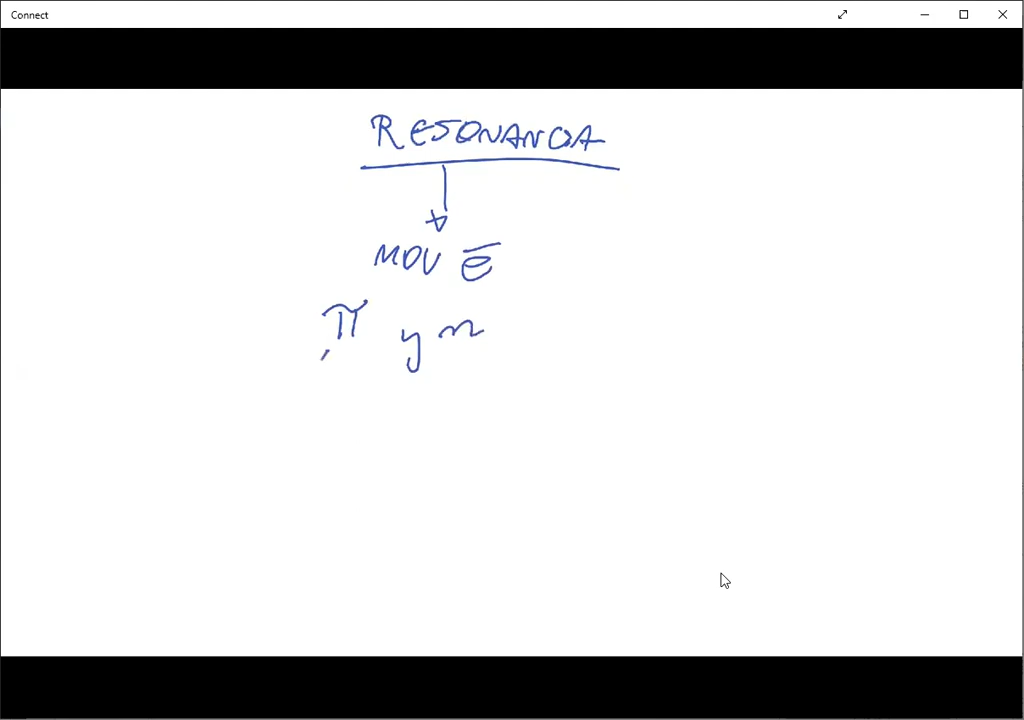 Connect
RESONANCIA
MOV ē
π y n